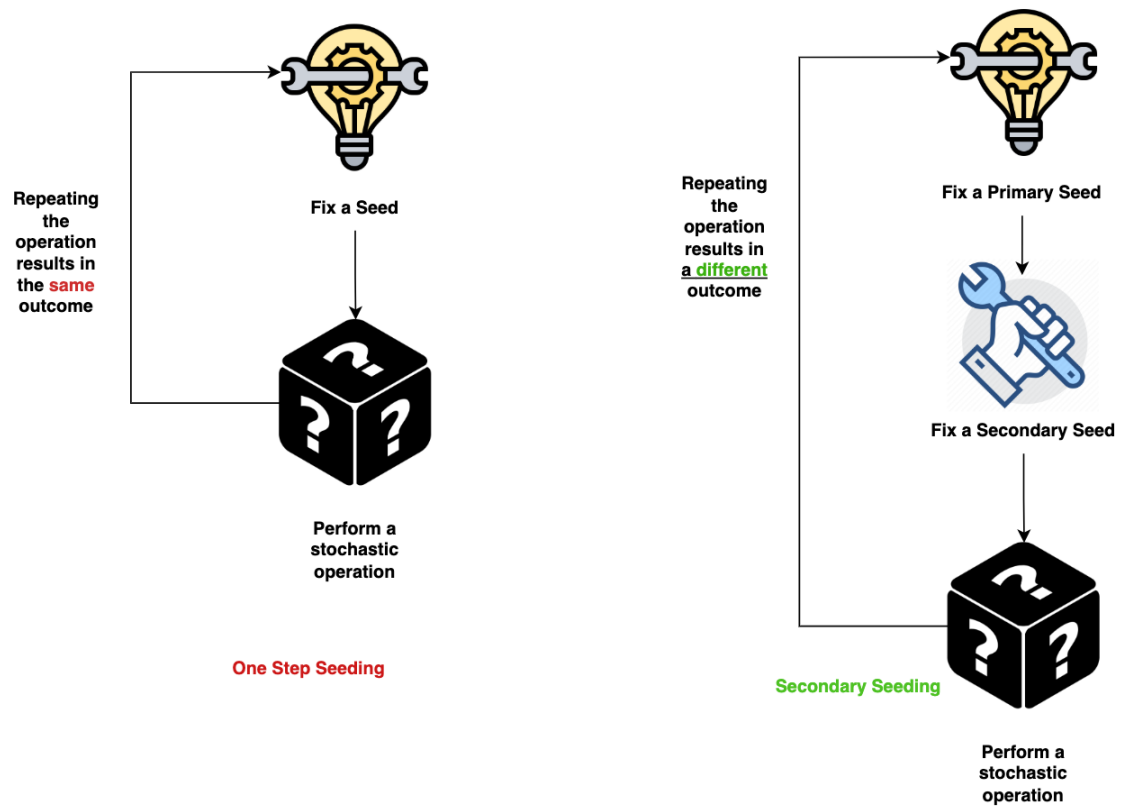 Repeating
the
operation
results in
the same
outcome
Fix a Seed
?
?
?
Perform a
stochastic
operation
One Step Seeding
Repeating
the
operation
results in
a different
outcome
Fix a Primary Seed
Fix a Secondary Seed
?
?
?
Secondary Seeding
Perform a
stochastic
operation